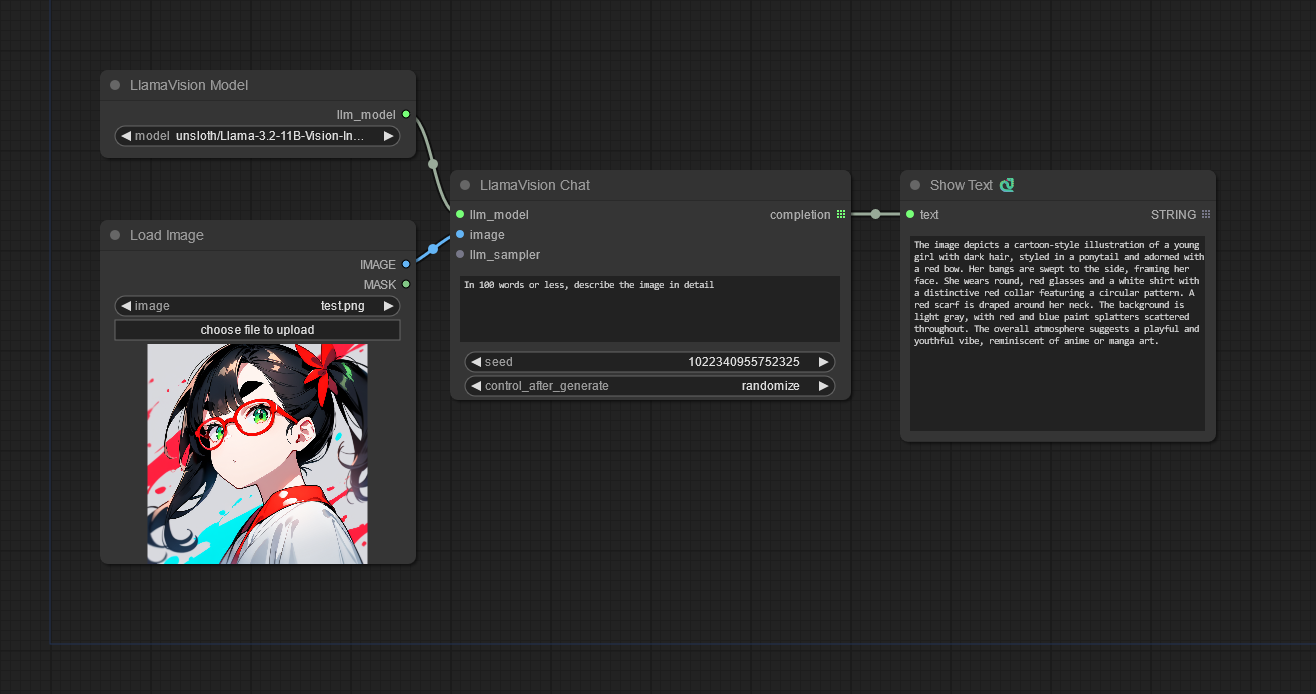 LlamaVision Model
llm_model
model unsloth/Llama-3.2-11B-Vision-In...
Load Image
IMAGE
MASK
image test.png
choose file to upload
LlamaVision Chat
llm_model completion
image
llm_sampler
In 100 words or less, describe the image in detail
seed 1022340955752325
control_after_generate randomize
Show Text
text STRING
The image depicts a cartoon-style illustration of a young
girl with dark hair, styled in a ponytail and adorned with
a red bow. Her bangs are swept to the side, framing her
face. She wears round, red glasses and a white shirt with
a distinctive red collar featuring a circular pattern. A
red scarf is draped around her neck. The background is
light gray, with red and blue paint splatters scattered
throughout. The overall atmosphere suggests a playful and
youthful vibe, reminiscent of anime or manga art.